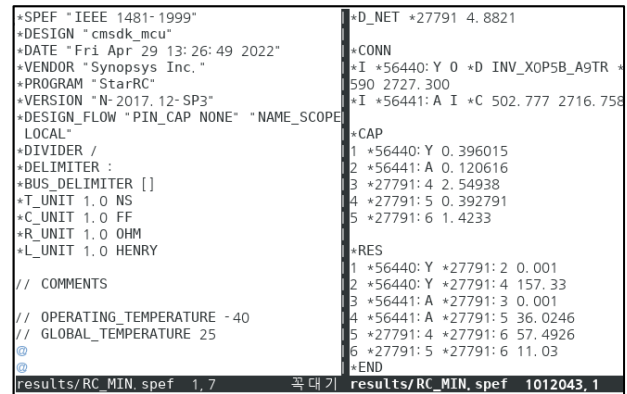 *SPEF "IEEE 1481-1999"
*DESIGN "cmsdk_mcu"
*DATE "Fri Apr 29 13:26:49 2022"
*VENDOR "Synopsys Inc."
*PROGRAM "StarRC"
*VERSION "N-2017.12-SP3"
*DESIGN_FLOW "PIN_CAP NONE" "NAME_SCOPE
LOCAL"
*DIVIDER /
*DELIMITER :
*BUS_DELIMITER []
*T_UNIT 1.0 NS
*C_UNIT 1.0 FF
*R_UNIT 1.0 OHM
*L_UNIT 1.0 HENRY
// COMMENTS
// OPERATING_TEMPERATURE -40
// GLOBAL_TEMPERATURE 25
@
@
results/RC_MIN.spef 1,7 꼭대기
*D_NET *27791 4.8821
*CONN
*I *56440:Y O *D INV_X0P5B_A9TR *
590 2727.300
*I *56441:A I *C 502.777 2716.758
*CAP
1 *56440:Y 0.396015
2 *56441:A 0.120616
3 *27791:4 2.54938
4 *27791:5 0.392791
5 *27791:6 1.4233
*RES
1 *56440:Y *27791:2 0.001
2 *56440:Y *27791:4 157.33
3 *56441:A *27791:3 0.001
4 *56441:A *27791:5 36.0246
5 *27791:4 *27791:6 57.4926
6 *27791:5 *27791:6 11.03
*END
results/RC_MIN.spef 1012043,1